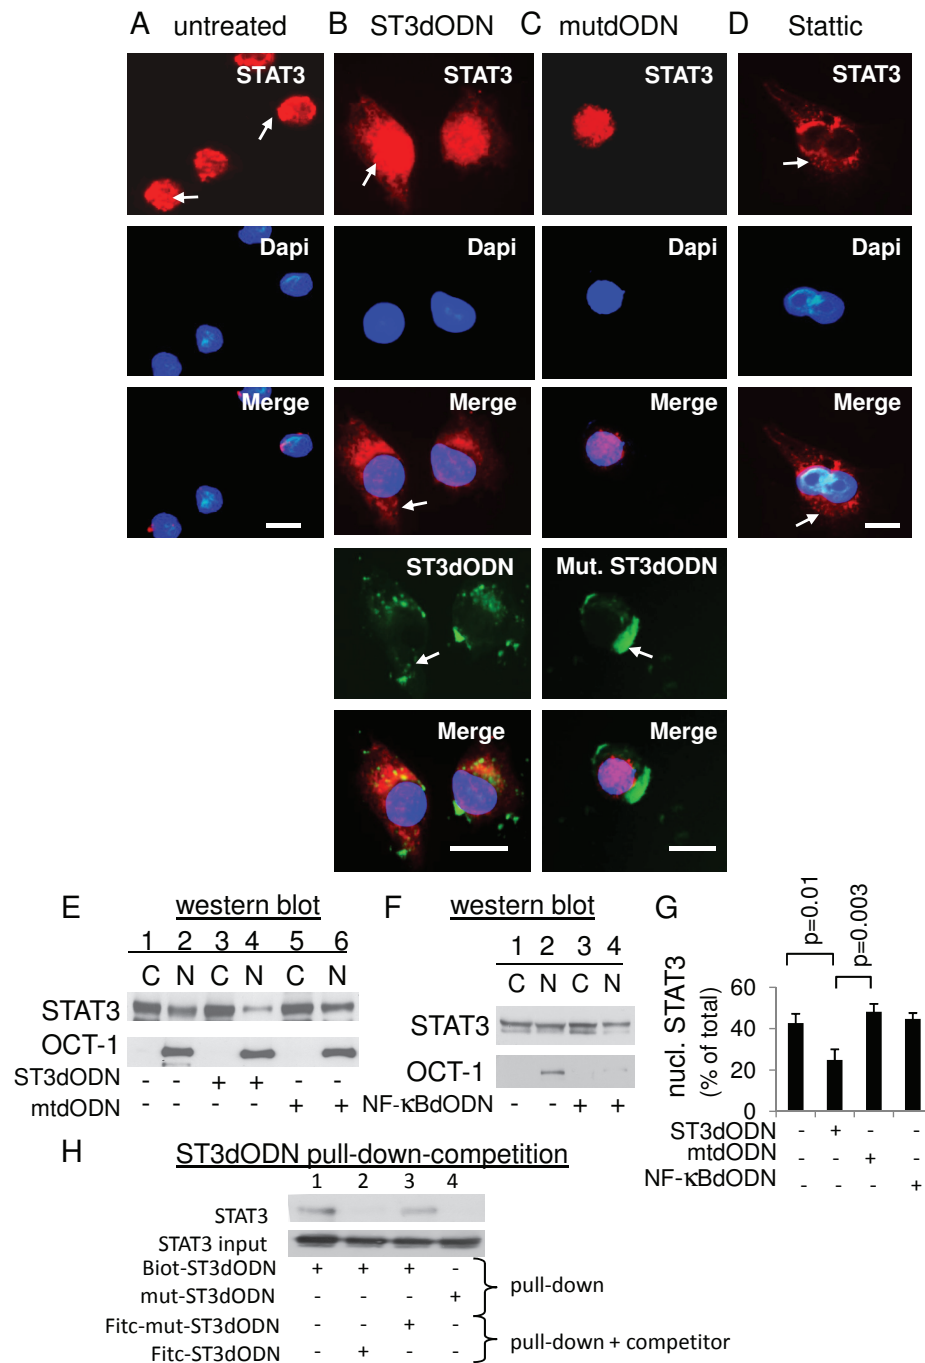 A untreated B ST3dODN C mutdODN D Stattic
STAT3 STAT3 STAT3 STAT3
Dapi Dapi Dapi Dapi
Merge Merge Merge Merge
ST3dODN Mut. ST3dODN
Merge Merge
E western blot
1 2 3 4 5 6
C N C N C N
STAT3
OCT-1
ST3dODN - - + + - -
mtdODN - - - - + +
F western blot
1 2 3 4
C N C N
STAT3
OCT-1
NF-κBdODN - - + +
G
p=0.01
p=0.003
nucl. STAT3
(% of total)
60
40
20
0
ST3dODN - + - -
mtdODN - - + -
NF-κBdODN - - - +
H ST3dODN pull-down-competition
1 2 3 4
STAT3
STAT3 input
Biot-ST3dODN + + + -
mut-ST3dODN - - - +
pull-down
Fitc-mut-ST3dODN - - + -
Fitc-ST3dODN - + - -
pull-down + competitor